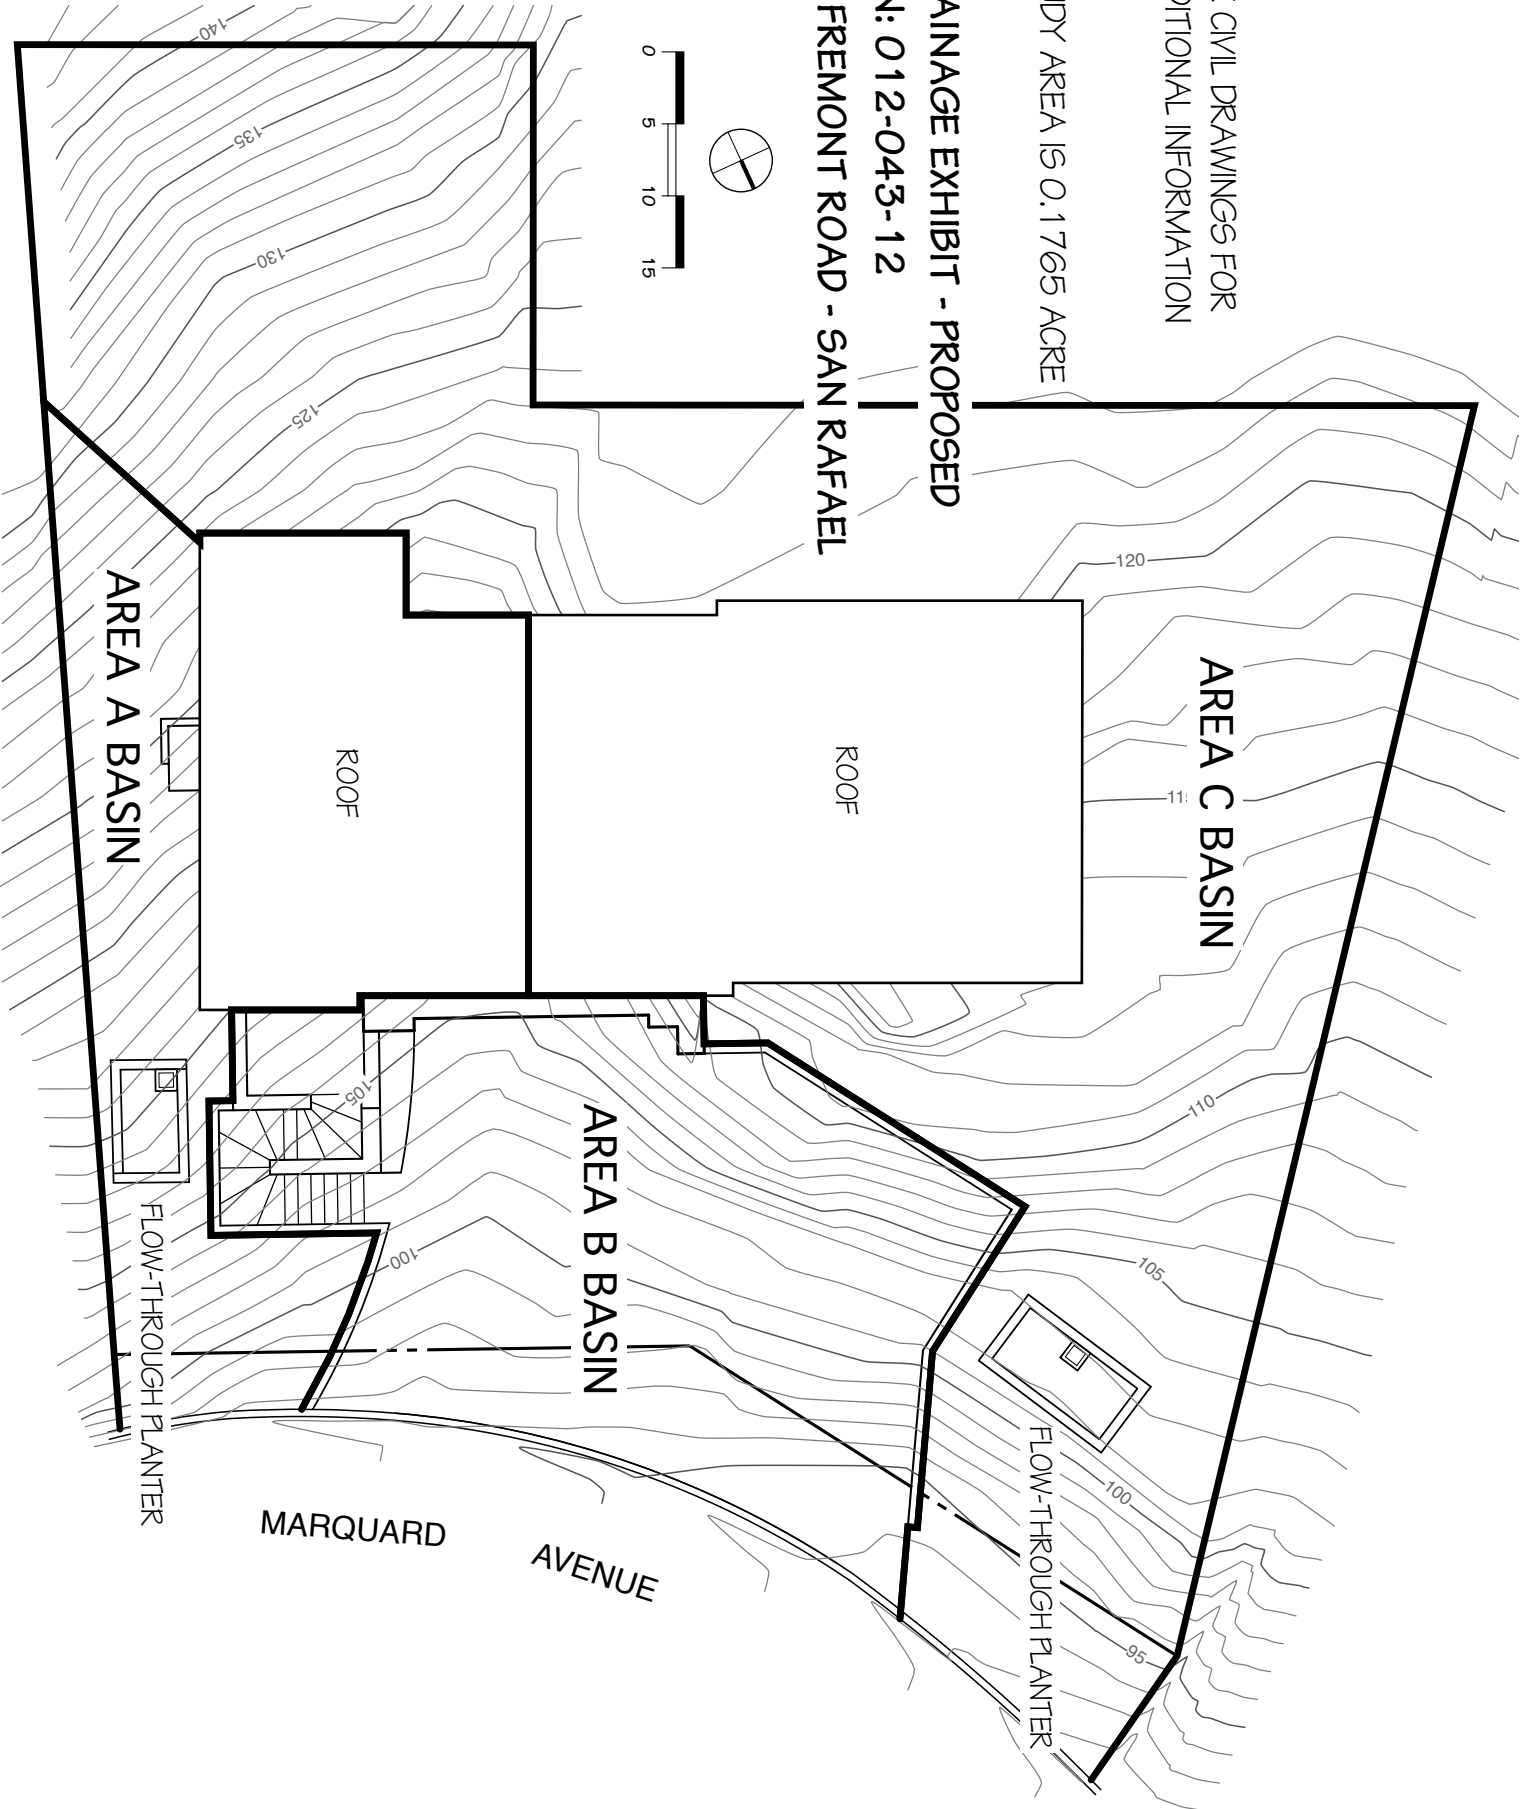 CIVIL DRAWINGS FOR
DITIONAL INFORMATION
DY AREA IS 0.1765 ACRE
AINAGE EXHIBIT - PROPOSED
N: 012-043-12
FREMONT ROAD - SAN RAFAEL
0 5 10 15
140
135
130
125
120
11
110
105
105
100
100
95
ROOF
ROOF
AREA A BASIN
AREA B BASIN
AREA C BASIN
FLOW-THROUGH PLANTER
FLOW-THROUGH PLANTER
MARQUARD AVENUE